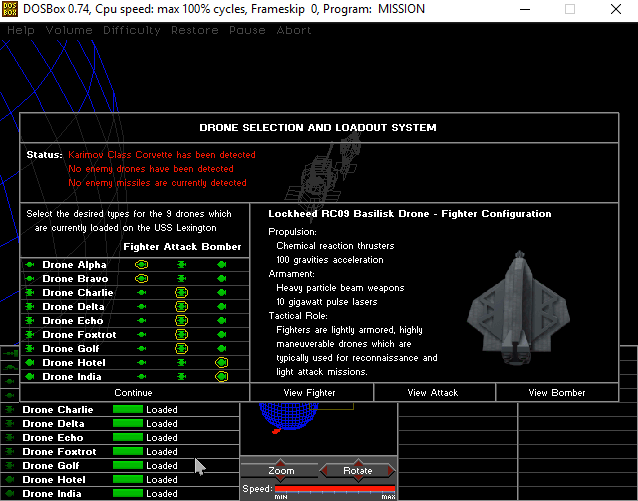 DOS BOX DOSBox 0.74, Cpu speed: max 100% cycles, Frameskip 0, Program: MISSION
Help Volume Difficulty Restore Pause Abort
DRONE SELECTION AND LOADOUT SYSTEM
Status: Karimov Class Corvette has been detected
No enemy drones have been detected
No enemy missiles are currently detected
Select the desired types for the 9 drones which
are currently loaded on the USS Lexington
Fighter Attack Bomber
Drone Alpha
Drone Bravo
Drone Charlie
Drone Delta
Drone Echo
Drone Foxtrot
Drone Golf
Drone Hotel
Drone India
Lockheed RC09 Basilisk Drone - Fighter Configuration
Propulsion:
Chemical reaction thrusters
100 gravities acceleration
Armament:
Heavy particle beam weapons
10 gigawatt pulse lasers
Tactical Role:
Fighters are lightly armored, highly
maneuverable drones which are
typically used for reconnaissance and
light attack missions.
Continue
View Fighter
View Attack
View Bomber
Drone Charlie Loaded
Drone Delta Loaded
Drone Echo Loaded
Drone Foxtrot Loaded
Drone Golf Loaded
Drone Hotel Loaded
Drone India Loaded
Zoom Rotate
Speed:
MIN MAX